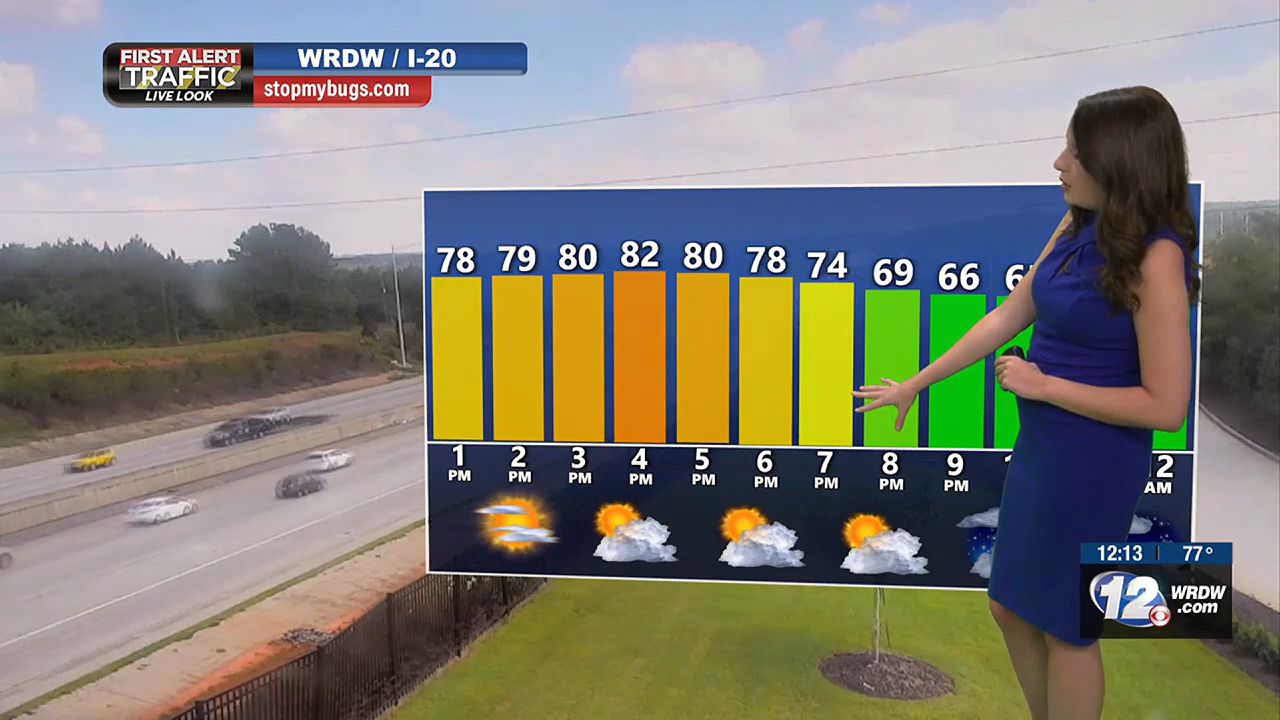 FIRST ALERT
TRAFFIC
LIVE LOOK
WRDW / I-20
stopmybugs.com
78 79 80 82 80 78 74 69 66
1 2 3 4 5 6 7 8 9
PM PM PM PM PM PM PM PM PM AM
12:13 77°
12 WRDW
.com